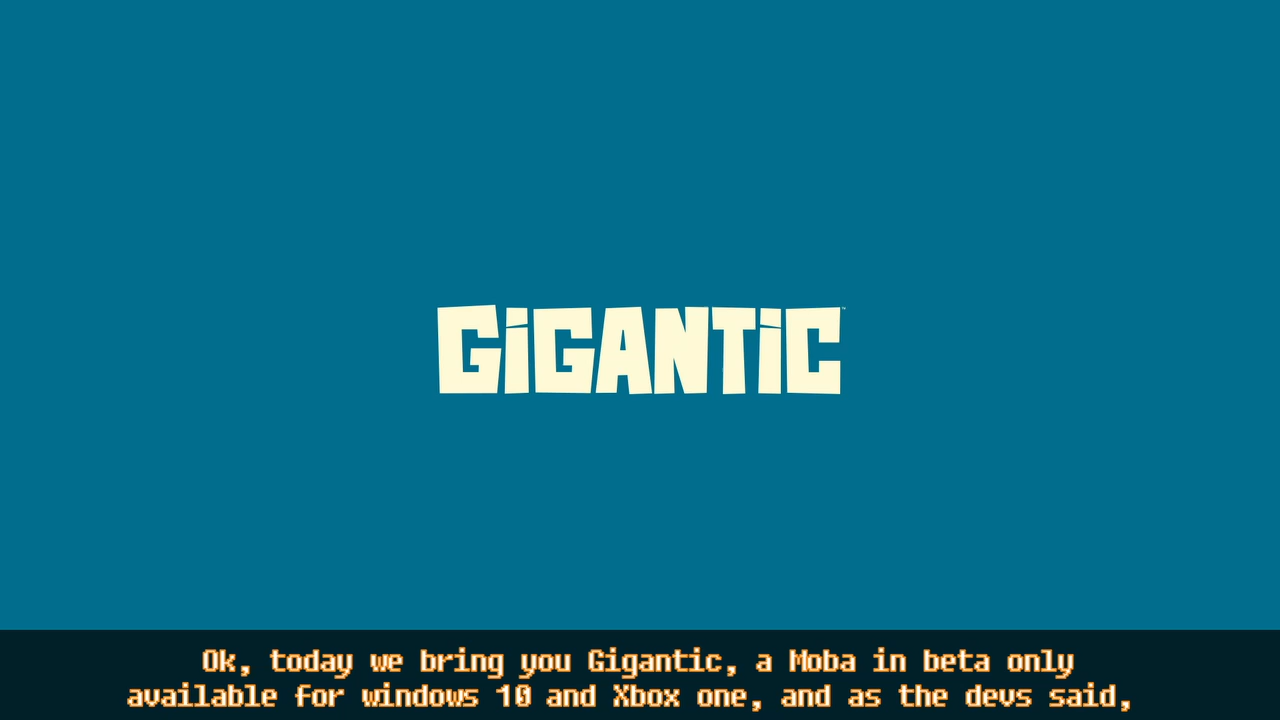 GiGANTiC™
Ok, today we bring you Gigantic, a Moba in beta only
available for windows 10 and Xbox one, and as the devs said,